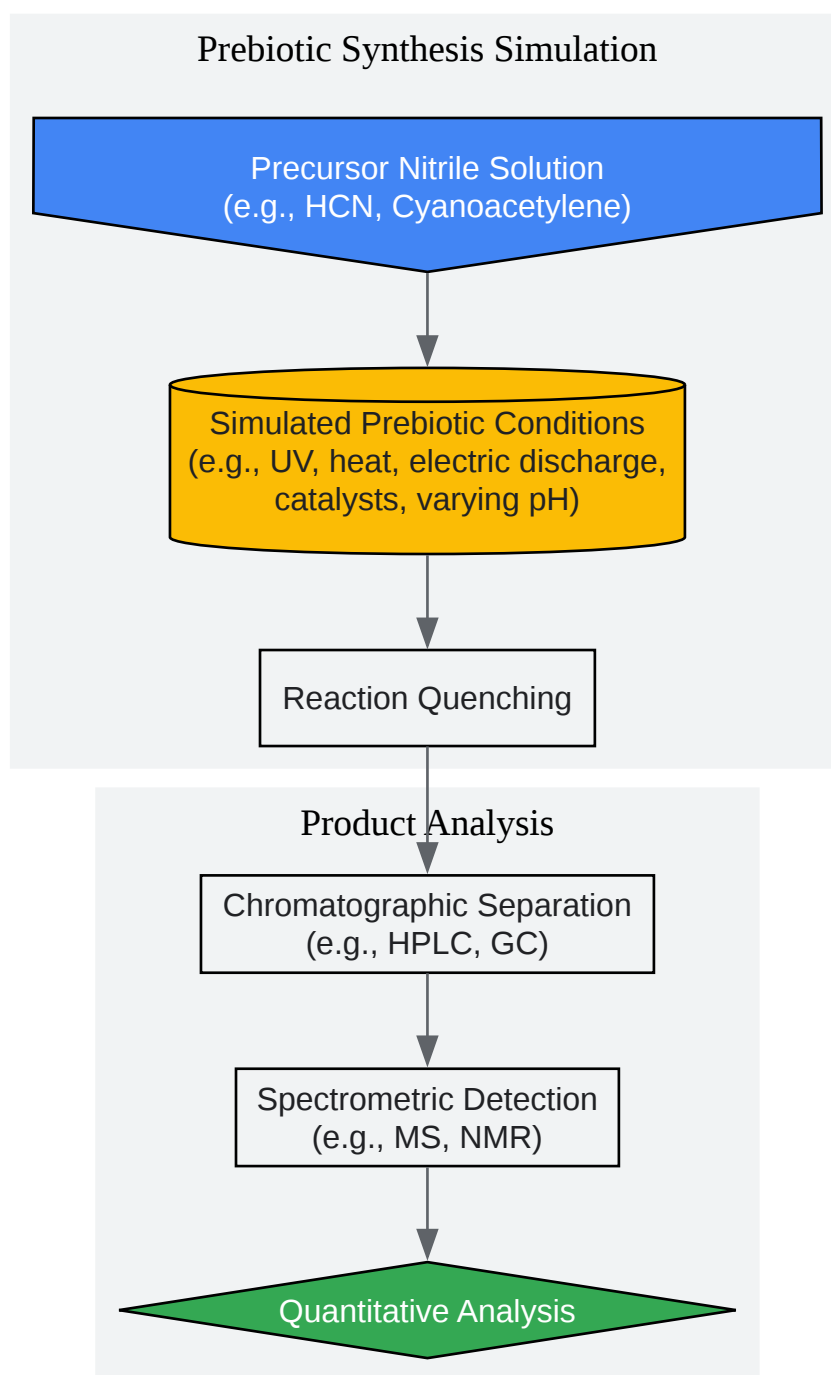 Prebiotic Synthesis Simulation
Precursor Nitrile Solution
(e.g., HCN, Cyanoacetylene)
Simulated Prebiotic Conditions
(e.g., UV, heat, electric discharge,
catalysts, varying pH)
Reaction Quenching
Product Analysis
Chromatographic Separation
(e.g., HPLC, GC)
Spectrometric Detection
(e.g., MS, NMR)
Quantitative Analysis